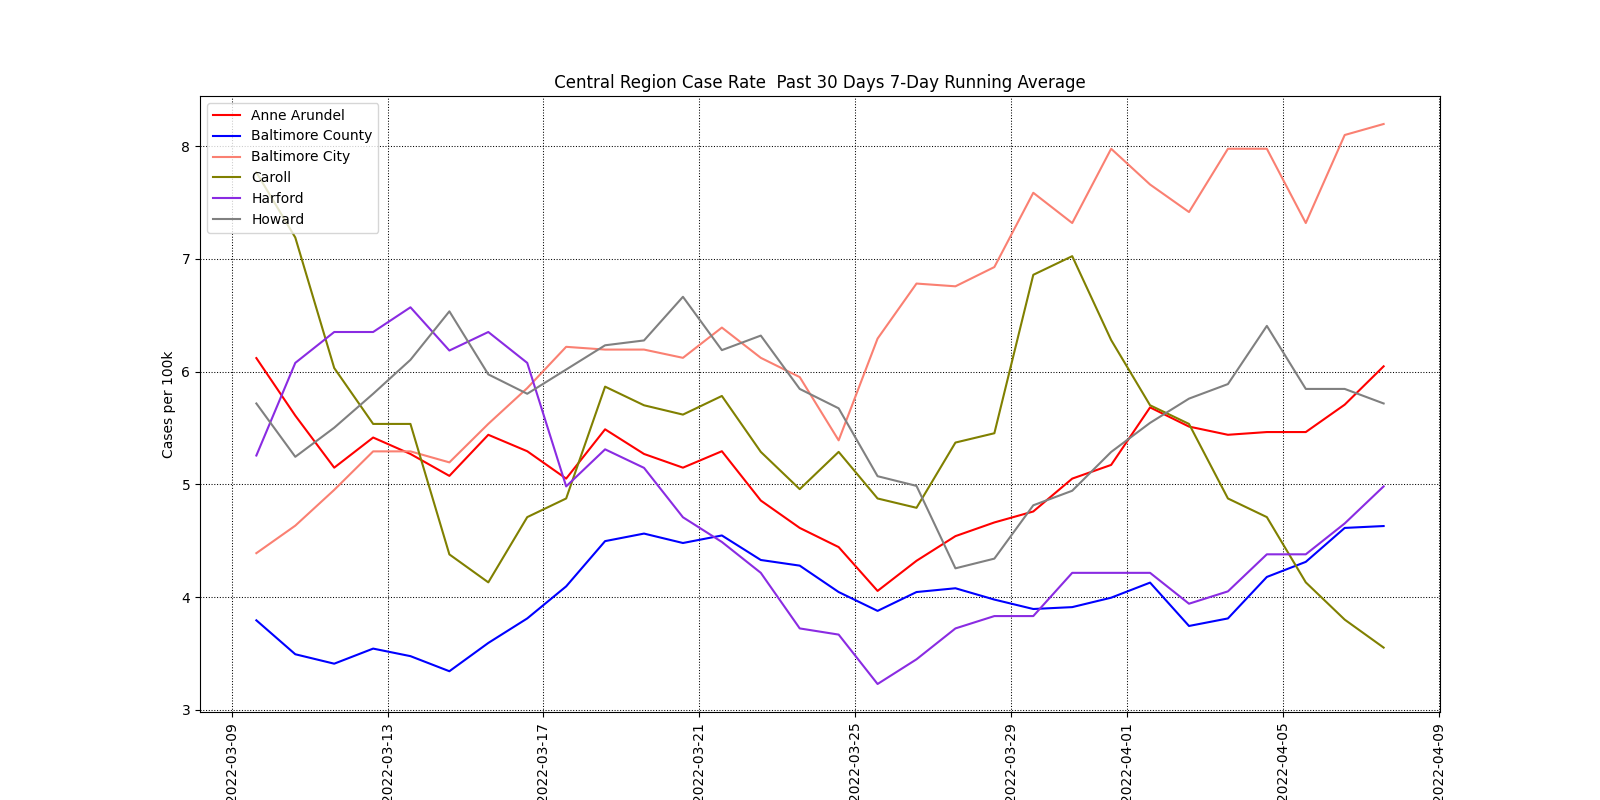 Central Region Case Rate  Past 30 Days 7-Day Running Average
Anne Arundel
Baltimore County
Baltimore City
Caroll
Harford
Howard
Cases per 100k
8
7
6
5
4
3
2022-03-09
2022-03-13
2022-03-17
2022-03-21
2022-03-25
2022-03-29
2022-04-01
2022-04-05
2022-04-09